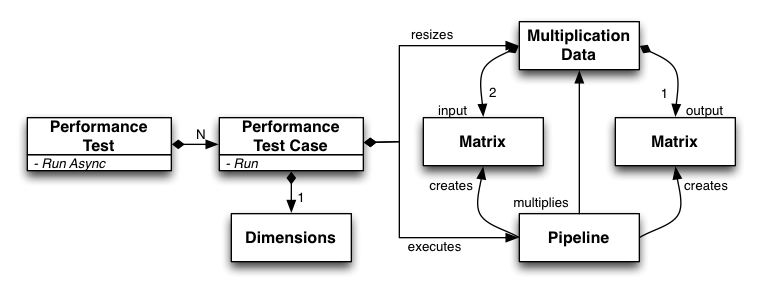 resizes
Multiplication
Data
2
1
input
output
Performance
Test
- Run Async
N
Performance
Test Case
- Run
Matrix
Matrix
creates
creates
1
multiplies
Dimensions
executes
Pipeline